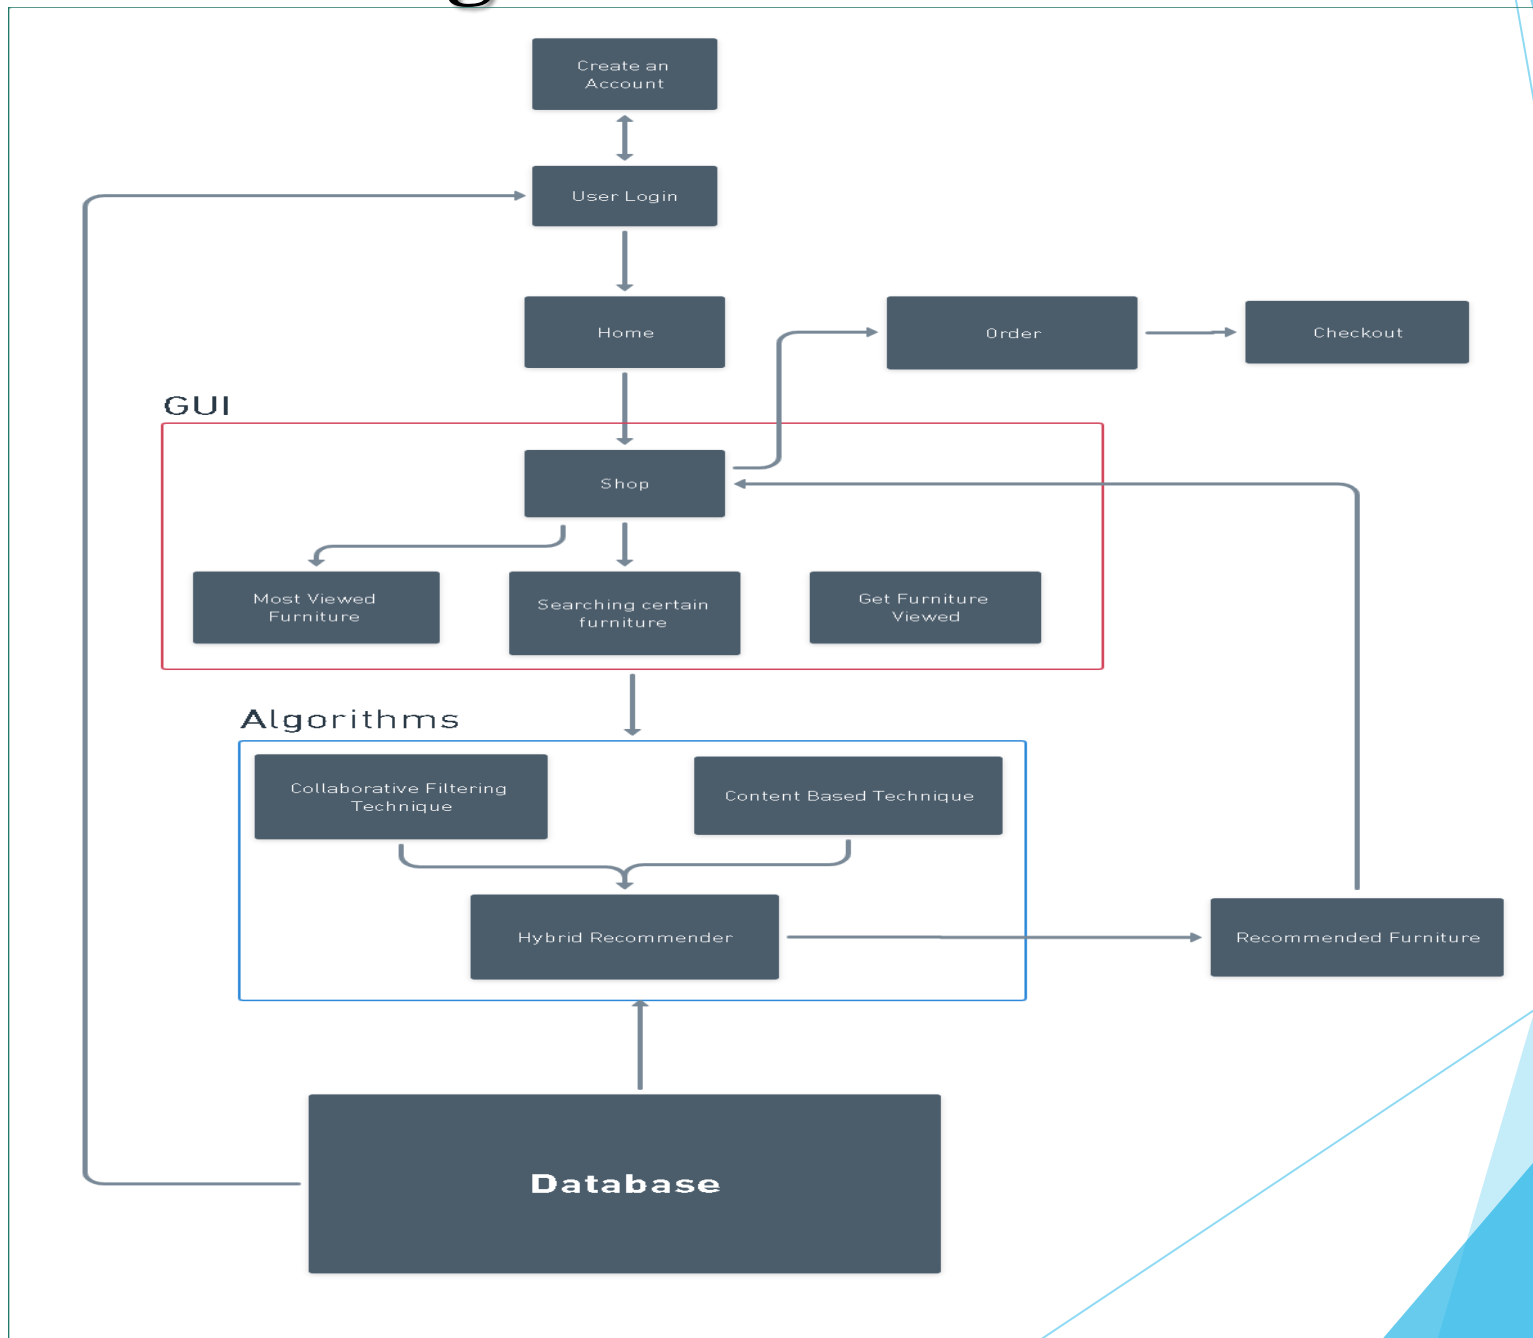 Create an
Account
User Login
Home
Order
Checkout
GUI
Shop
Most Viewed
Furniture
Searching certain
furniture
Get Furniture
Viewed
Algorithms
Collaborative Filtering
Technique
Content Based Technique
Hybrid Recommender
Recommended Furniture
Database